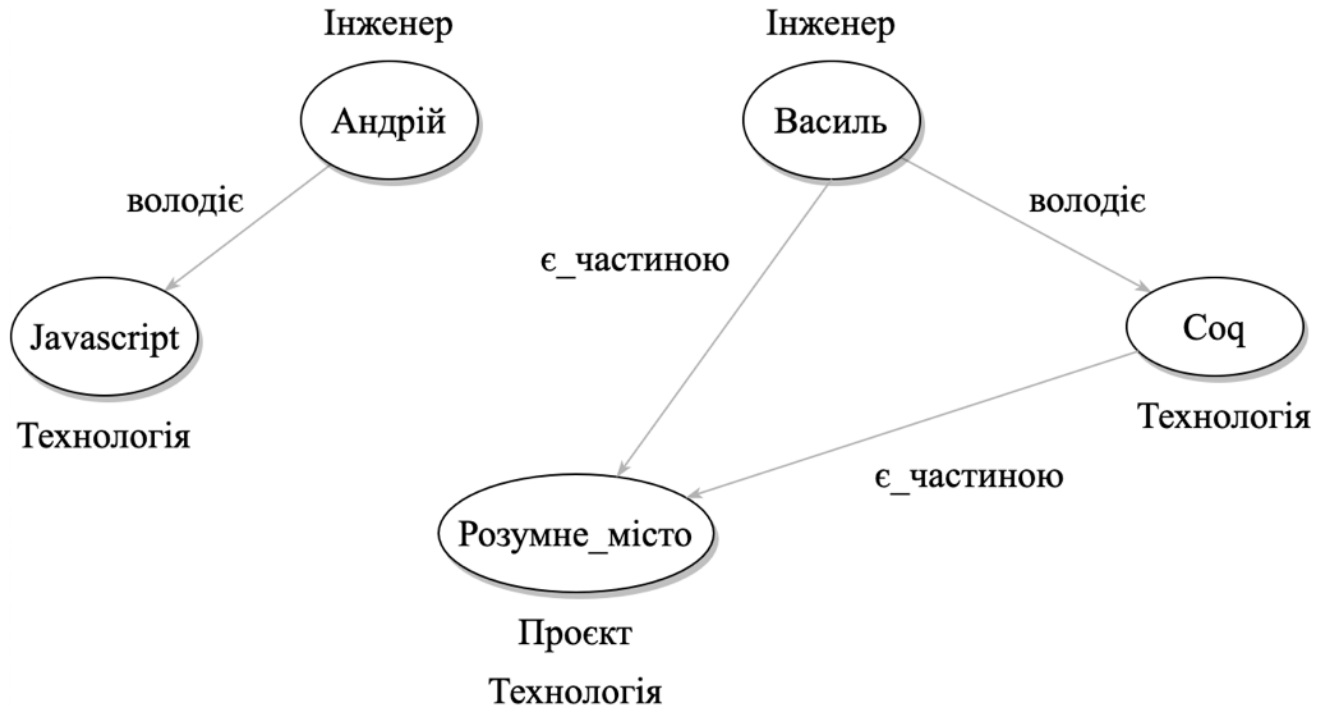 Інженер
Інженер
Андрій
Василь
володіє
володіє
є_частиною
Javascript
Coq
Технологія
Технологія
є_частиною
Розумне_місто
Проєкт
Технологія